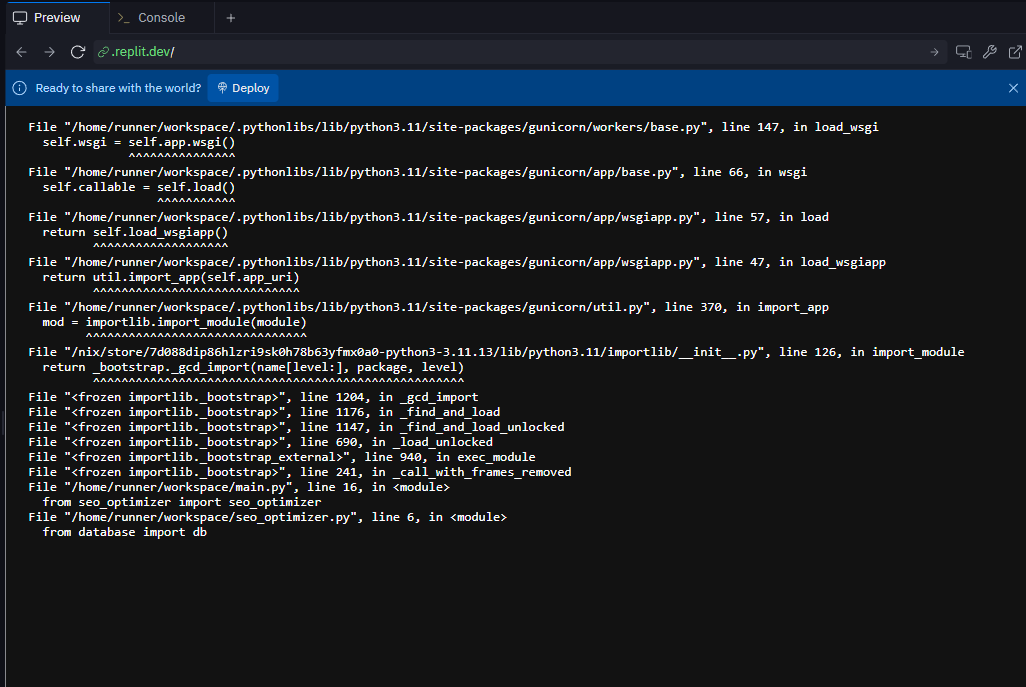 Preview
Console
.replit.dev/
Ready to share with the world?
Deploy
File "/home/runner/workspace/.pythonlibs/lib/python3.11/site-packages/gunicorn/workers/base.py", line 147, in load_wsgi
self.wsgi = self.app.wsgi()
^^^^^^^^^^^^^^^
File "/home/runner/workspace/.pythonlibs/lib/python3.11/site-packages/gunicorn/app/base.py", line 66, in wsgi
self.callable = self.load()
^^^^^^^^^^^
File "/home/runner/workspace/.pythonlibs/lib/python3.11/site-packages/gunicorn/app/wsgiapp.py", line 57, in load
return self.load_wsgiapp()
^^^^^^^^^^^^^^^^^^^
File "/home/runner/workspace/.pythonlibs/lib/python3.11/site-packages/gunicorn/app/wsgiapp.py", line 47, in load_wsgiapp
return util.import_app(self.app_uri)
^^^^^^^^^^^^^^^^^^^^^^^^^^^^^
File "/home/runner/workspace/.pythonlibs/lib/python3.11/site-packages/gunicorn/util.py", line 370, in import_app
mod = importlib.import_module(module)
^^^^^^^^^^^^^^^^^^^^^^^^^^^^^^^
File "/nix/store/7d088dip86hlzri9sk0h78b63yfmx0a0-python3-3.11.13/lib/python3.11/importlib/__init__.py", line 126, in import_module
return _bootstrap._gcd_import(name[level:], package, level)
^^^^^^^^^^^^^^^^^^^^^^^^^^^^^^^^^^^^^^^^^^^^^^^^^^^^
File "<frozen importlib._bootstrap>", line 1204, in _gcd_import
File "<frozen importlib._bootstrap>", line 1176, in _find_and_load
File "<frozen importlib._bootstrap>", line 1147, in _find_and_load_unlocked
File "<frozen importlib._bootstrap>", line 690, in _load_unlocked
File "<frozen importlib._bootstrap_external>", line 940, in exec_module
File "<frozen importlib._bootstrap>", line 241, in _call_with_frames_removed
File "/home/runner/workspace/main.py", line 16, in <module>
from seo_optimizer import seo_optimizer
File "/home/runner/workspace/seo_optimizer.py", line 6, in <module>
from database import db